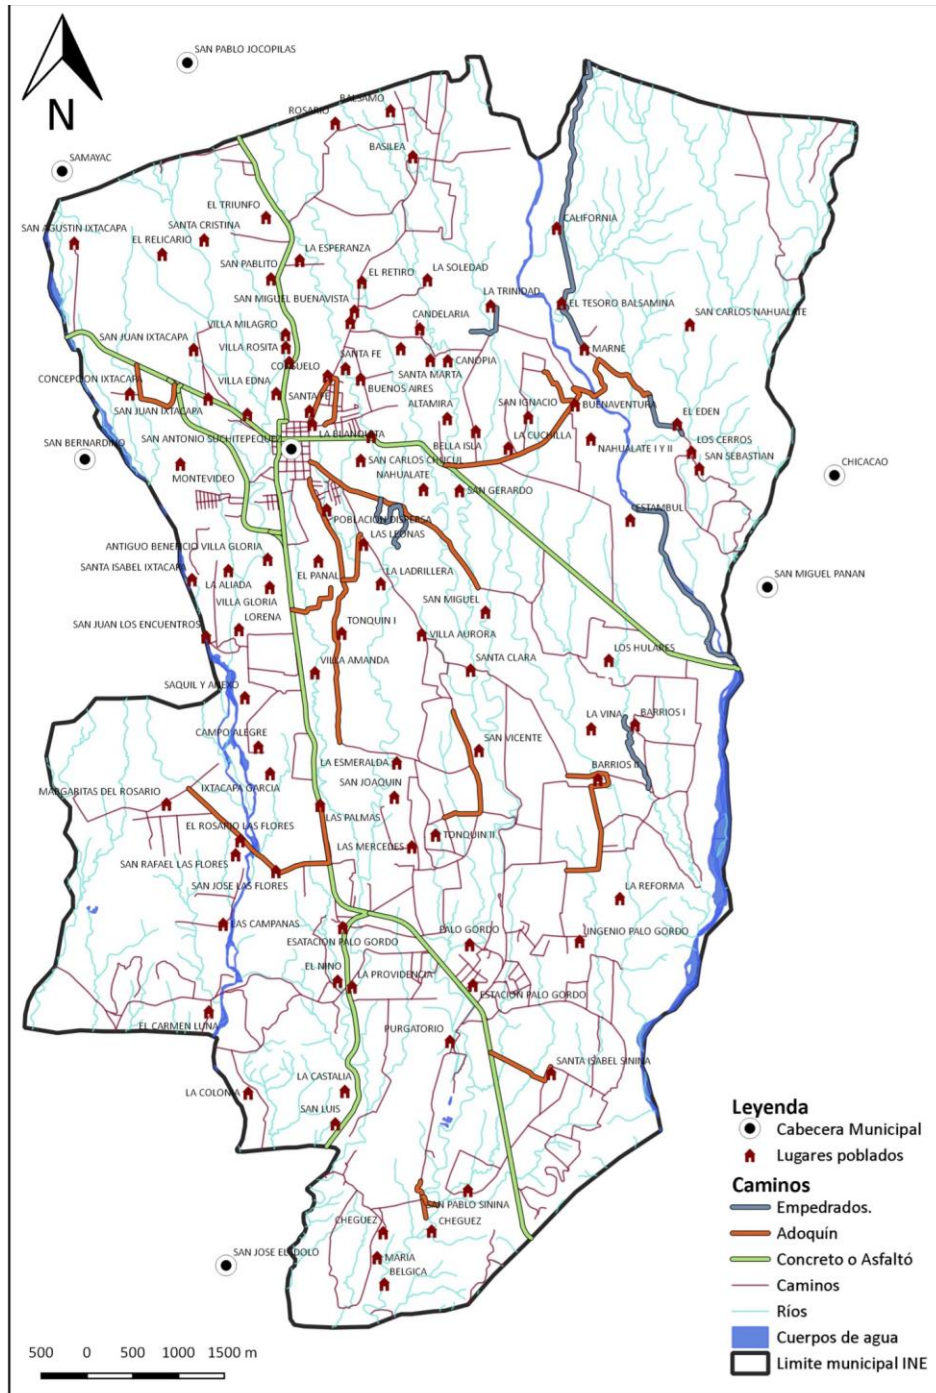 SAN PABLO JOCOPILAS
N
BALSAMO
ROSARIO
BASILEA
SAMAYAC
EL TRIUNFO
CALIFORNIA
SAN AGUSTIN IXTACAPA
SANTA CRISTINA
EL RELICARIO
LA ESPERANZA
SAN PABLITO
EL RETIRO
LA SOLEDAD
SAN MIGUEL BUENAVISTA
LA TRINIDAD
EL TESORO BALSAMINA
SAN CARLOS NAHUALATE
VILLA MILAGRO
CANDELARIA
SAN JUAN IXTACAPA
VILLA ROSITA
MARNE
SANTA FE
CONSUELO
CANOPIA
SANTA MARTA
CONCEPCION IXTACAPA
VILLA EDNA
BUENOS AIRES
SANTA FE
SAN JUAN IXTACAPA
ALTAMIRA
SAN IGNACIO
BUENAVENTURA
EL EDEN
LA BLANQUITA
SAN BERNARDINO
SAN ANTONIO SUCHITEPEQUEZ
BELLA ISLA
LA CUCHILLA
NAHUALATE I Y II
LOS CERROS
SAN SEBASTIAN
SAN CARLOS CHUCUL
CHICACAO
MONTEVIDEO
NAHUALATE
SAN GERARDO
ESTAMBUL
POBLACION DISPERSA
LAS LEONAS
ANTIGUO BENEFICIO VILLA GLORIA
SANTA ISABEL IXTACAPA
EL PANAL
LA LADRILLERA
LA ALIADA
SAN MIGUEL PANAN
VILLA GLORIA
SAN MIGUEL
LORENA
SAN JUAN LOS ENCUENTROS
TONQUIN I
VILLA AURORA
LOS HULARES
VILLA AMANDA
SANTA CLARA
SAQUIL Y ANEXO
LA VINA
BARRIOS I
CAMPO ALEGRE
SAN VICENTE
LA ESMERALDA
BARRIOS II
IXTACAPA GARCIA
SAN JOAQUIN
MARGARITAS DEL ROSARIO
LAS PALMAS
EL ROSARIO LAS FLORES
TONQUIN II
LAS MERCEDES
SAN RAFAEL LAS FLORES
SAN JOSE LAS FLORES
LA REFORMA
LAS CAMPANAS
ESATACION PALO GORDO
PALO GORDO
INGENIO PALO GORDO
EL NINO
LA PROVIDENCIA
ESTACION PALO GORDO
EL CARMEN LUNA
PURGATORIO
SANTA ISABEL SININA
LA CASTALIA
LA COLONIA
SAN LUIS
SAN PABLO SININA
CHEGUEZ
CHEGUEZ
SAN JOSE EL IDOLO
MARIA
BELGICA
Leyenda
Cabecera Municipal
Lugares poblados
Caminos
Empedrados.
Adoquín
Concreto o Asfaltó
Caminos
Ríos
Cuerpos de agua
Limite municipal INE
500 0 500 1000 1500 m